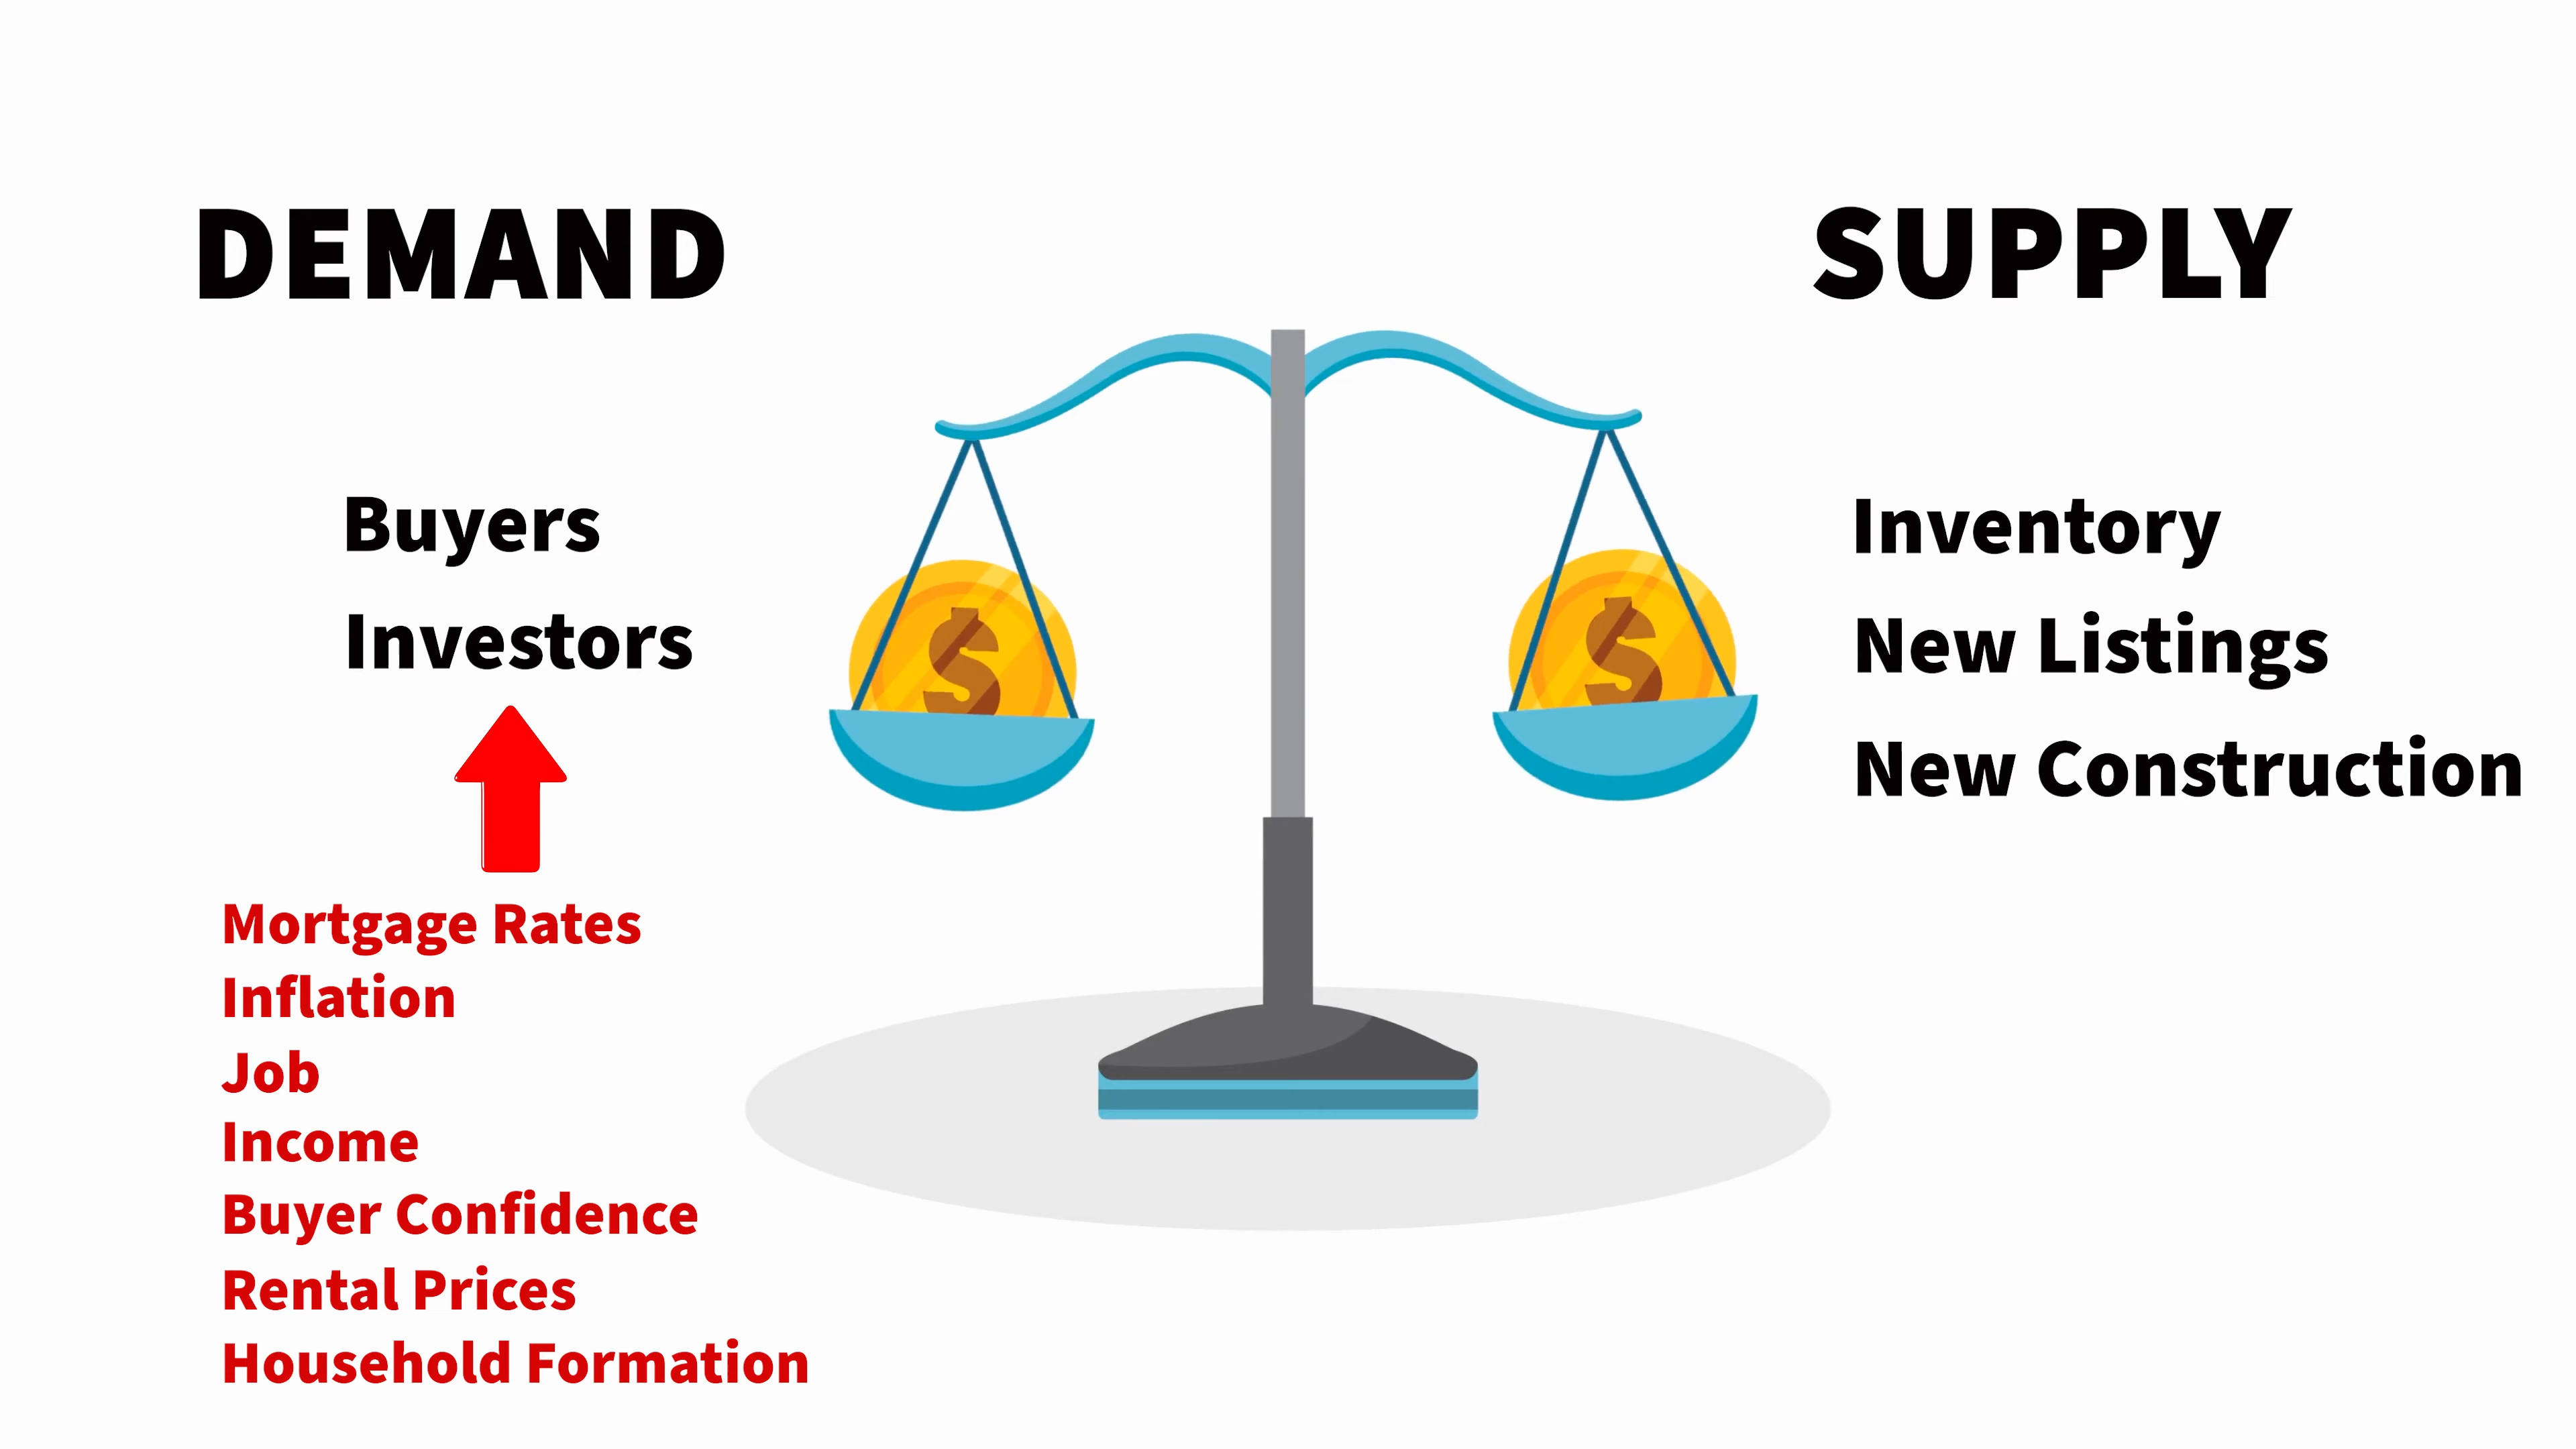 DEMAND
SUPPLY
Buyers
Investors
Inventory
New Listings
New Construction
$
$
Mortgage Rates
Inflation
Job
Income
Buyer Confidence
Rental Prices
Household Formation